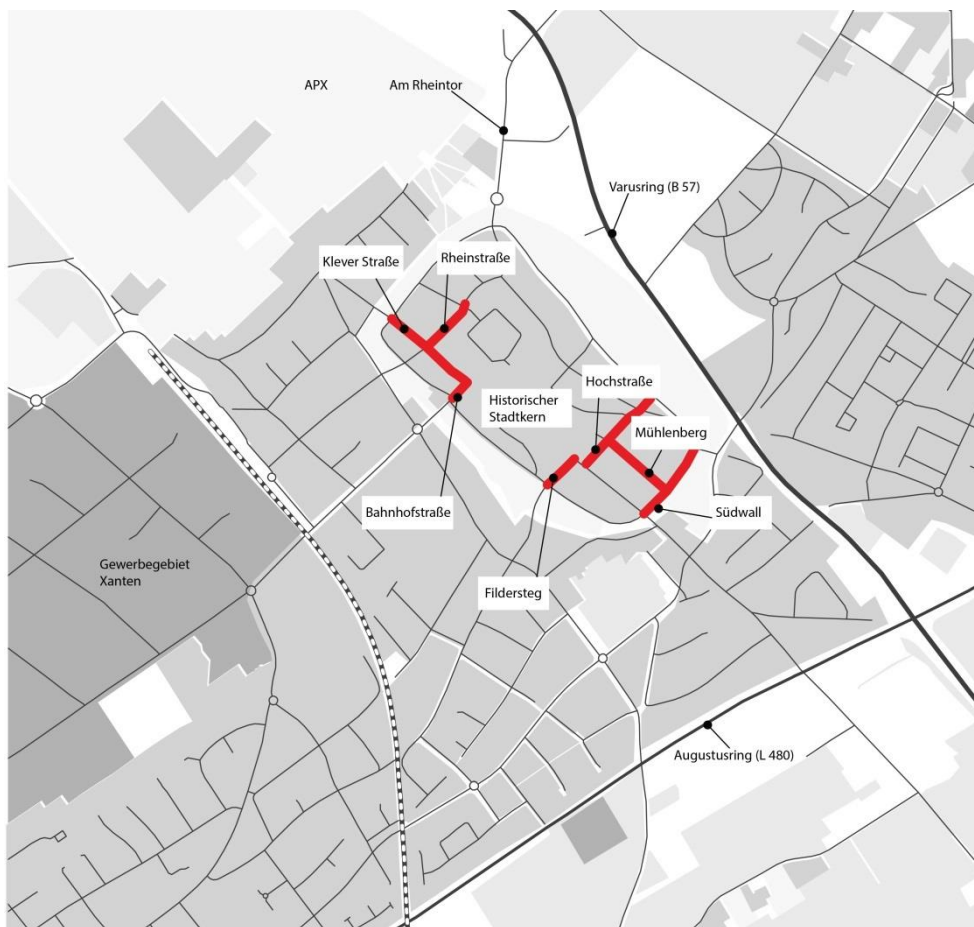 APX
Am Rheintor
Varusring (B 57)
Klever Straße
Rheinstraße
Hochstraße
Historischer
Stadtkern
Mühlenberg
Bahnhofstraße
Südwall
Gewerbegebiet
Xanten
Fildersteg
Augustusring (L 480)